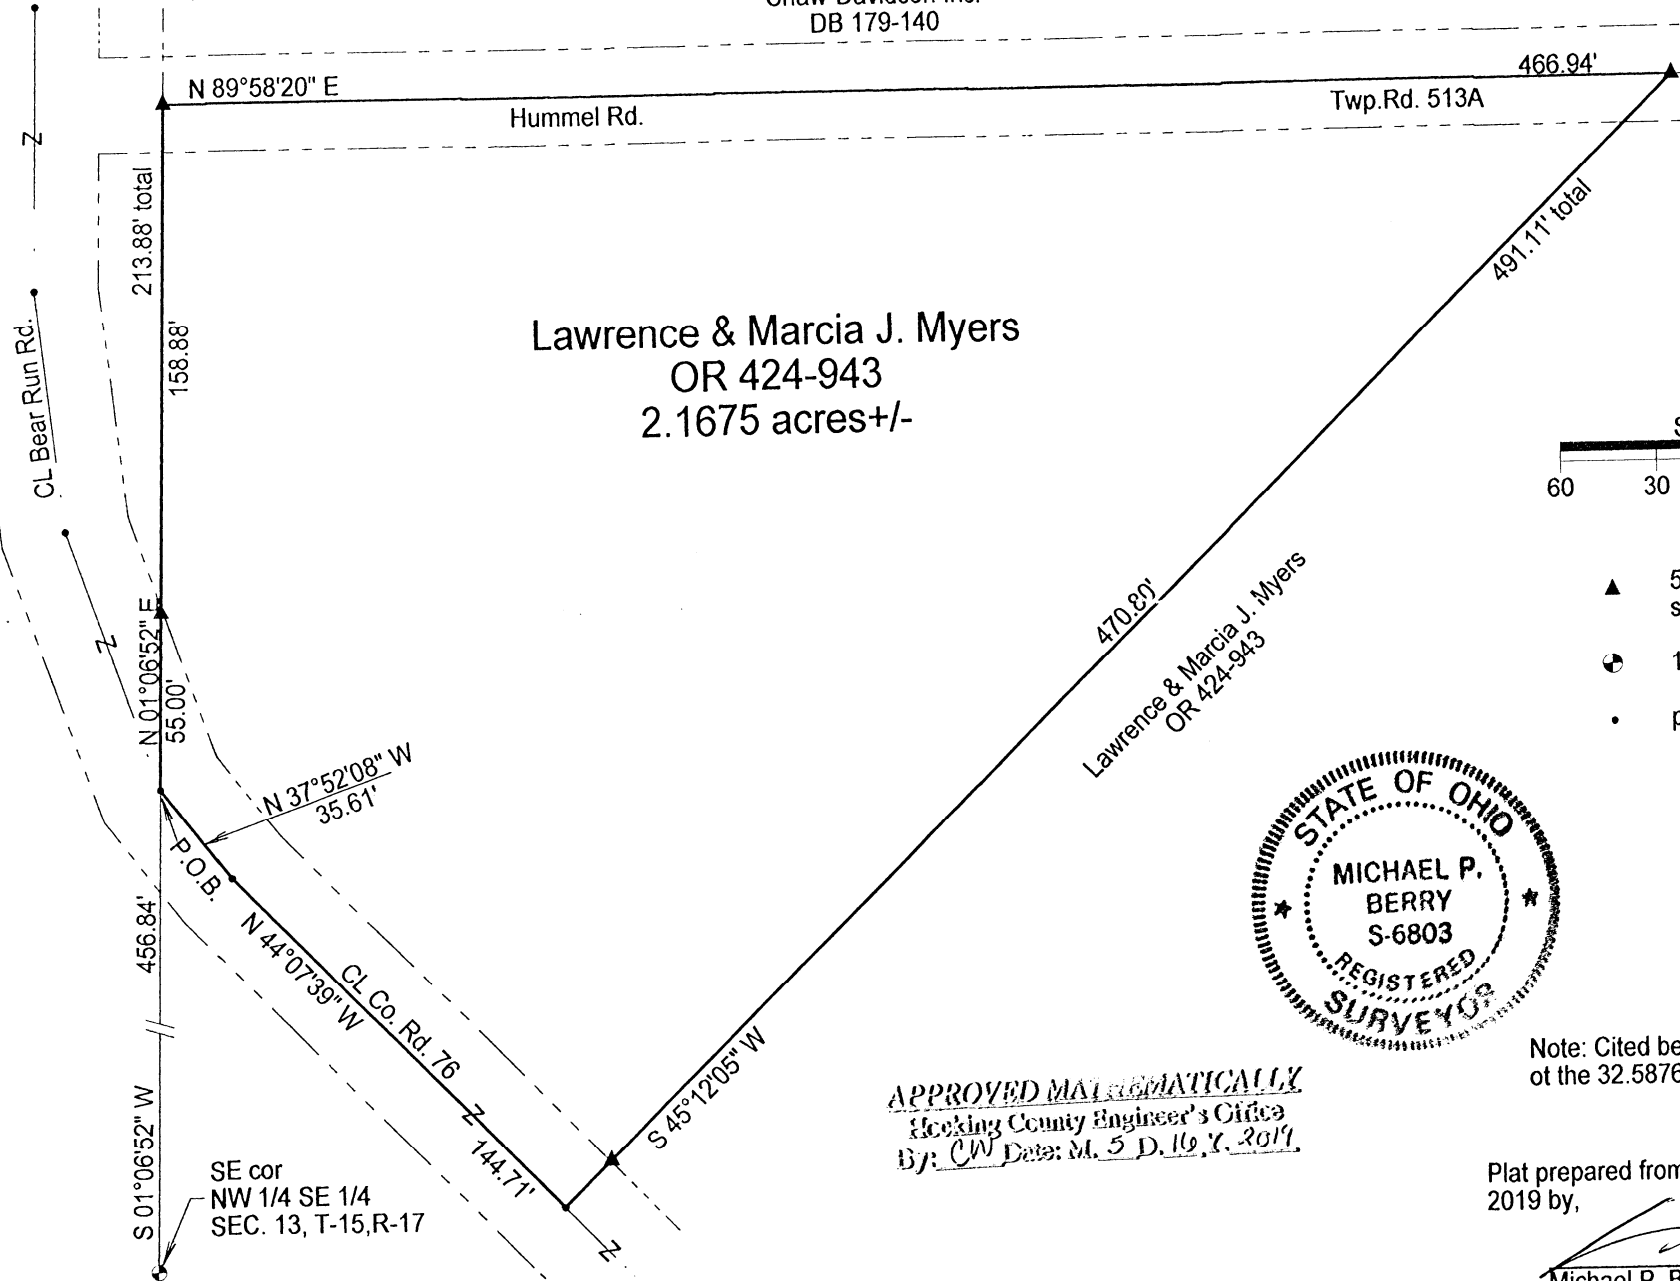 DB 179-140
N 89°58'20" E
466.94'
Hummel Rd.
Twp.Rd. 513A
Z
213.88' total
158.88'
491.11' total
CL Bear Run Rd.
Lawrence & Marcia J. Myers
OR 424-943
2.1675 acres+/-
60 30
N 01°06'52" E
55.00'
Z
470.80'
Lawrence & Marcia J. Myers
OR 424-943
N 37°52'08" W
35.61'
P.O.B.
456.84'
N 44°07'39" W
CL Co. Rd. 76
Z
144.71'
S 45°12'05" W
Z
S 01°06'52" W
SE cor
NW 1/4 SE 1/4
SEC. 13, T-15,R-17
STATE OF OHIO
MICHAEL P.
BERRY
S-6803
REGISTERED
SURVEYOR
APPROVED MATHEMATICALLY
Hocking County Engineer's Office
By: CW Date: M. 5 D. 16 Y. 2019
Note: Cited be
ot the 32.5876
Plat prepared from
2019 by,
Michael P. B